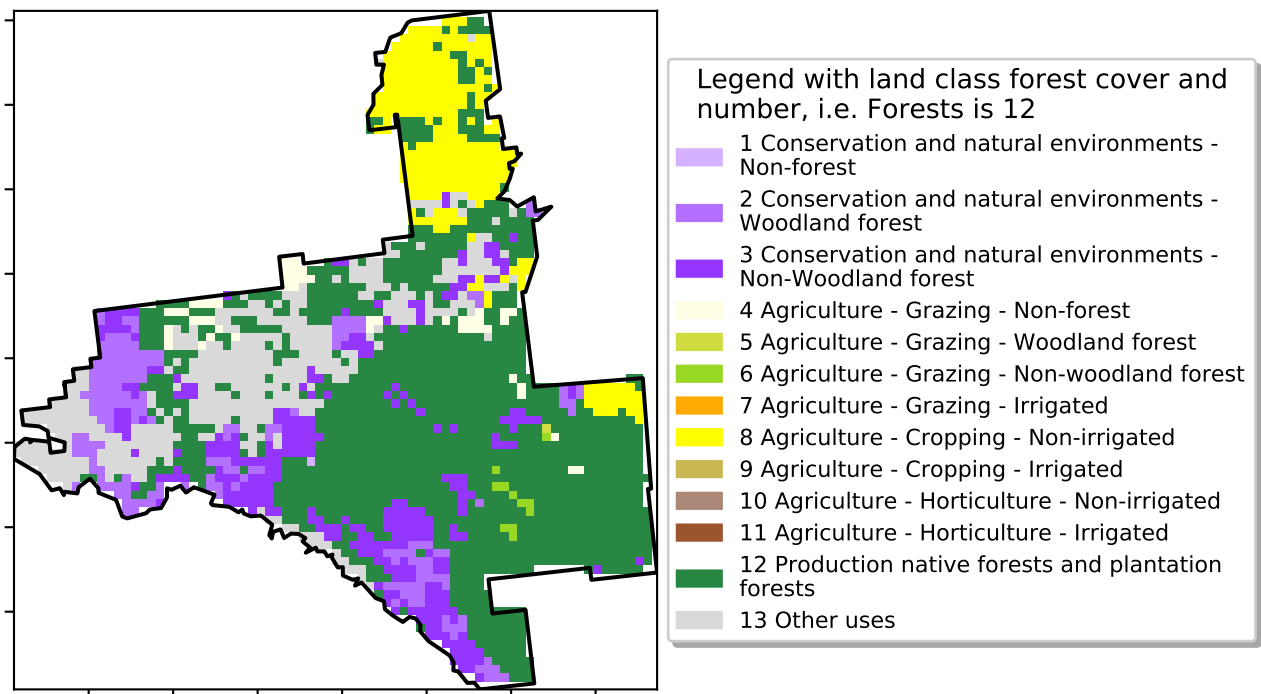 Legend with land class forest cover and
number, i.e. Forests is 12
1 Conservation and natural environments -
Non-forest
2 Conservation and natural environments -
Woodland forest
3 Conservation and natural environments -
Non-Woodland forest
4 Agriculture - Grazing - Non-forest
5 Agriculture - Grazing - Woodland forest
6 Agriculture - Grazing - Non-woodland forest
7 Agriculture - Grazing - Irrigated
8 Agriculture - Cropping - Non-irrigated
9 Agriculture - Cropping - Irrigated
10 Agriculture - Horticulture - Non-irrigated
11 Agriculture - Horticulture - Irrigated
12 Production native forests and plantation
forests
13 Other uses